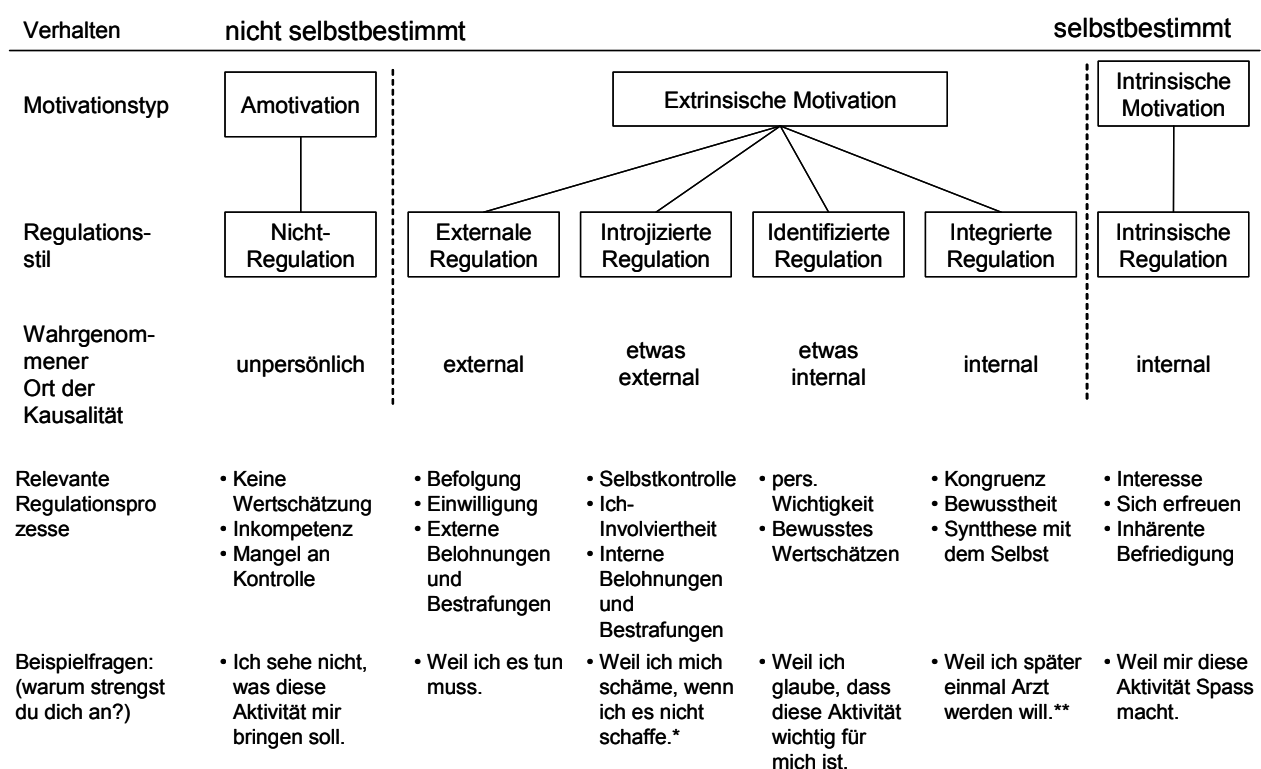 Verhalten
nicht selbstbestimmt
selbstbestimmt
Motivationstyp
Amotivation
Extrinsische Motivation
Intrinsische
Motivation
Regulations-
stil
Nicht-
Regulation
Externale
Regulation
Introjizierte
Regulation
Identifizierte
Regulation
Integrierte
Regulation
Intrinsische
Regulation
Wahrgenom-
mener
Ort der
Kausalität
unpersönlich
external
etwas
external
etwas
internal
internal
internal
Relevante
Regulationspro
zesse
• Keine
Wertschätzung
• Inkompetenz
• Mangel an
Kontrolle
• Befolgung
• Einwilligung
• Externe
Belohnungen
und
Bestrafungen
• Selbstkontrolle
• Ich-
Involviertheit
• Interne
Belohnungen
und
Bestrafungen
• pers.
Wichtigkeit
• Bewusstes
Wertschätzen
• Kongruenz
• Bewusstheit
• Syntthese mit
dem Selbst
• Interesse
• Sich erfreuen
• Inhärente
Befriedigung
Beispielfragen:
(warum strengst
du dich an?)
• Ich sehe nicht,
was diese
Aktivität mir
bringen soll.
• Weil ich es tun
muss.
• Weil ich mich
schäme, wenn
ich es nicht
schaffe.*
• Weil ich
glaube, dass
diese Aktivität
wichtig für
mich ist.
• Weil ich später
einmal Arzt
werden will.**
• Weil mir diese
Aktivität Spass
macht.